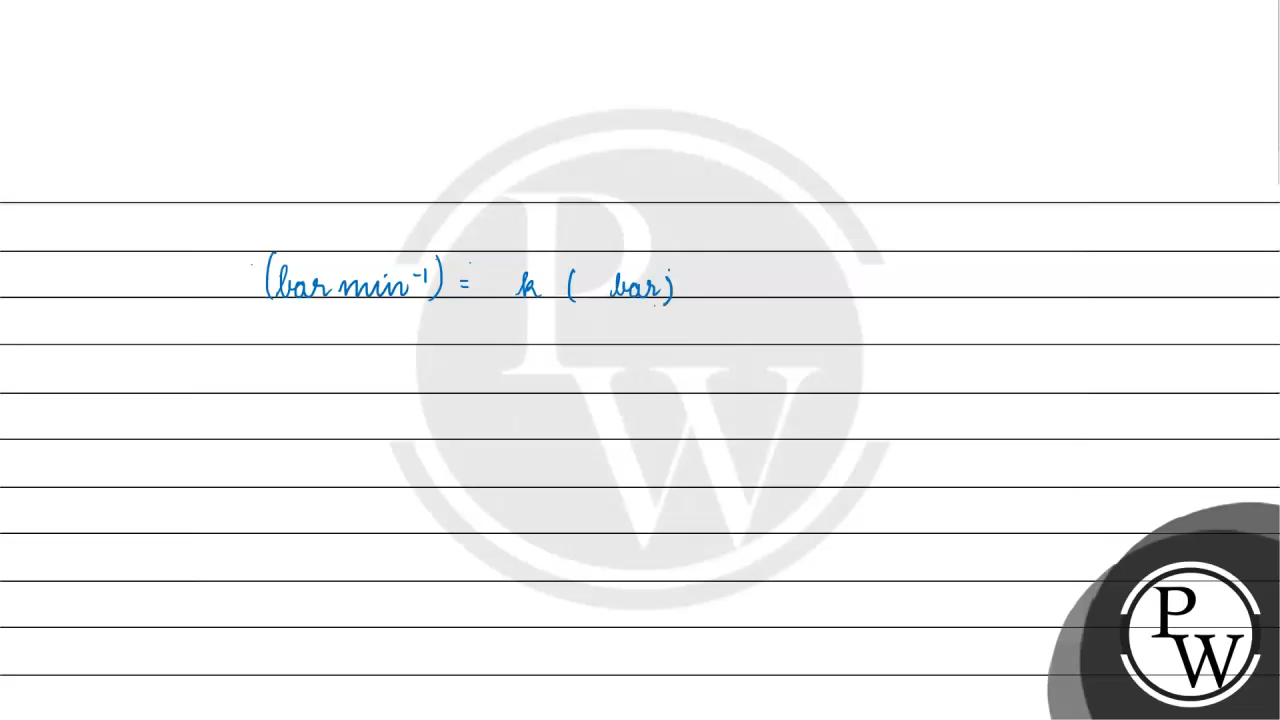 (bar min⁻¹) = k ( bar)
P
W
P
W